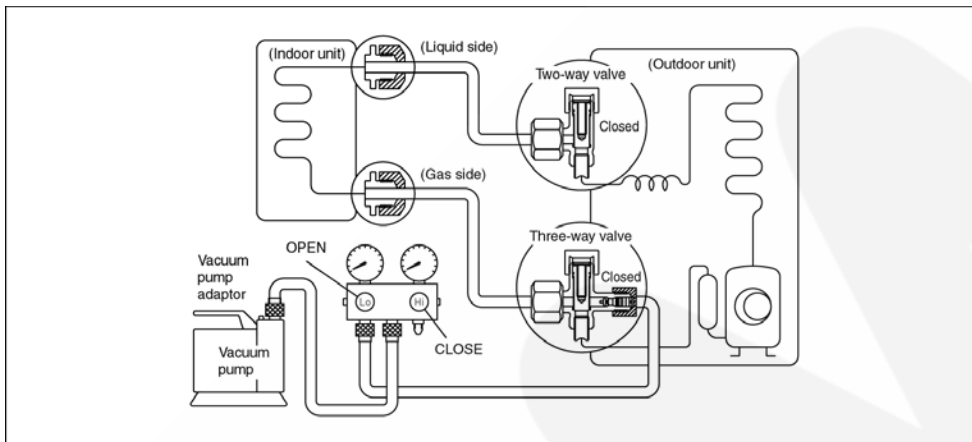 (Indoor unit)
(Liquid side)
Two-way valve
(Outdoor unit)
Closed
(Gas side)
Three-way valve
Closed
OPEN
Vacuum
pump
adaptor
Lo
Hi
CLOSE
Vacuum
pump